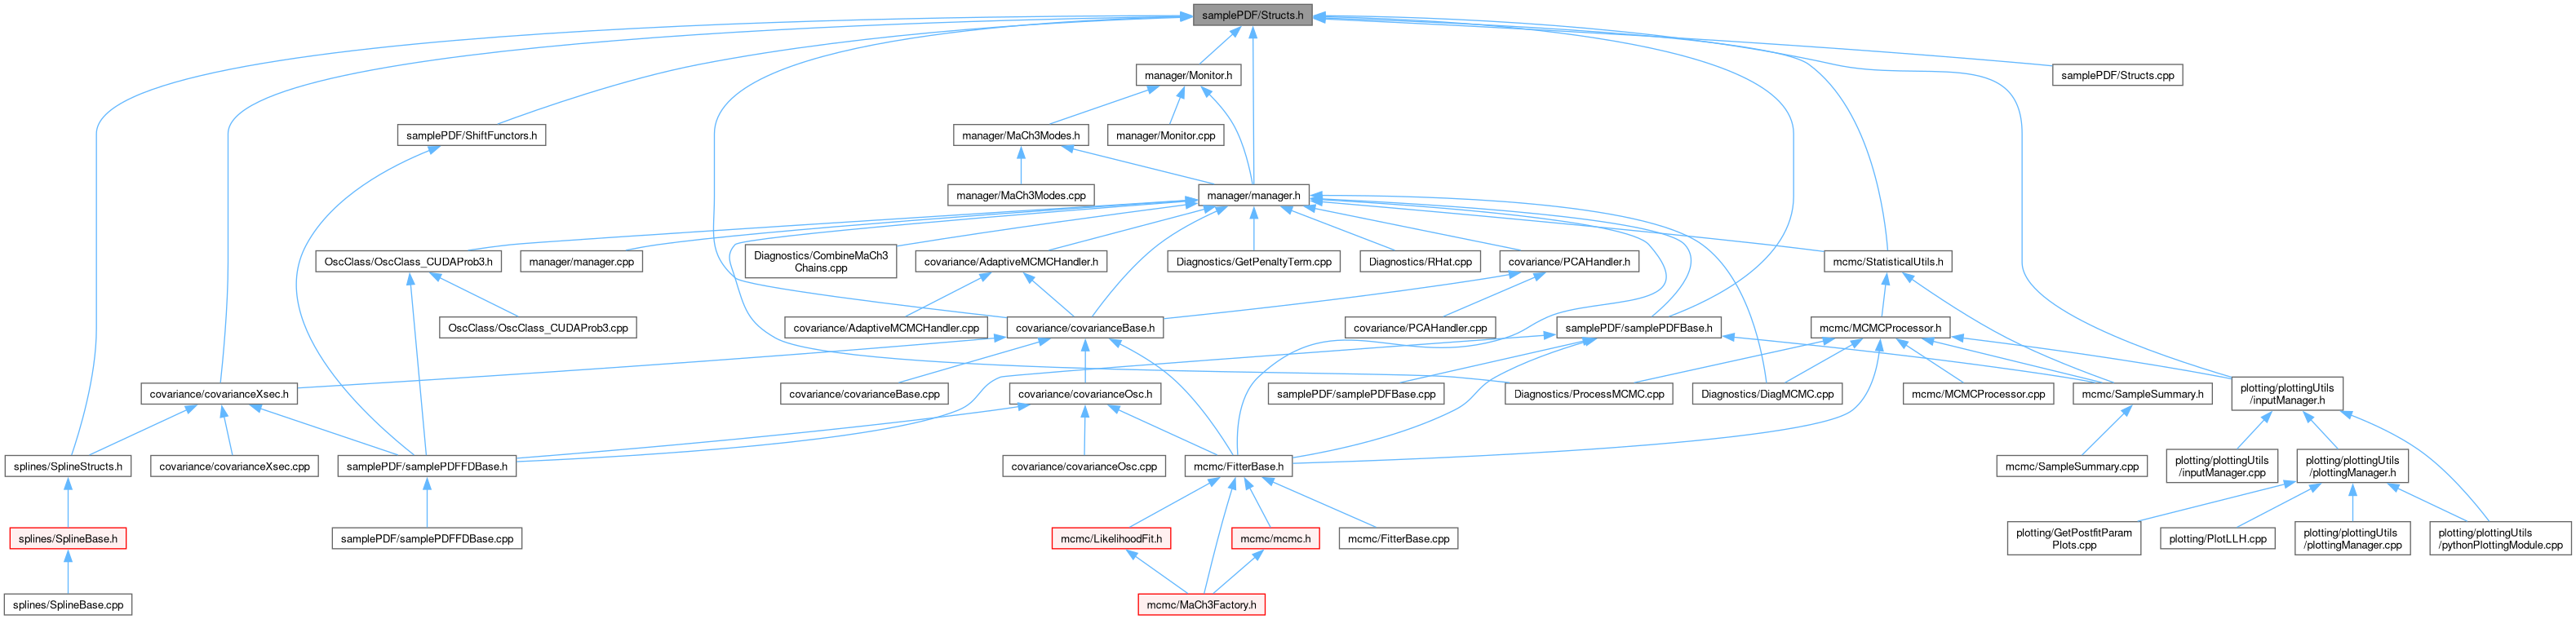 samplePDF/Structs.h
manager/Monitor.h
samplePDF/Structs.cpp
samplePDF/ShiftFunctors.h
manager/MaCh3Modes.h
manager/Monitor.cpp
manager/MaCh3Modes.cpp
manager/manager.h
OscClass/OscClass_CUDAProb3.h
manager/manager.cpp
Diagnostics/CombineMaCh3
Chains.cpp
covariance/AdaptiveMCMCHandler.h
Diagnostics/GetPenaltyTerm.cpp
Diagnostics/RHat.cpp
covariance/PCAHandler.h
mcmc/StatisticalUtils.h
OscClass/OscClass_CUDAProb3.cpp
covariance/AdaptiveMCMCHandler.cpp
covariance/covarianceBase.h
covariance/PCAHandler.cpp
samplePDF/samplePDFBase.h
mcmc/MCMCProcessor.h
covariance/covarianceXsec.h
covariance/covarianceBase.cpp
covariance/covarianceOsc.h
samplePDF/samplePDFBase.cpp
Diagnostics/ProcessMCMC.cpp
Diagnostics/DiagMCMC.cpp
mcmc/MCMCProcessor.cpp
mcmc/SampleSummary.h
plotting/plottingUtils
/inputManager.h
splines/SplineStructs.h
covariance/covarianceXsec.cpp
samplePDF/samplePDFFDBase.h
covariance/covarianceOsc.cpp
mcmc/FitterBase.h
mcmc/SampleSummary.cpp
plotting/plottingUtils
/inputManager.cpp
plotting/plottingUtils
/plottingManager.h
splines/SplineBase.h
samplePDF/samplePDFFDBase.cpp
mcmc/LikelihoodFit.h
mcmc/mcmc.h
mcmc/FitterBase.cpp
plotting/GetPostfitParam
Plots.cpp
plotting/PlotLLH.cpp
plotting/plottingUtils
/plottingManager.cpp
plotting/plottingUtils
/pythonPlottingModule.cpp
splines/SplineBase.cpp
mcmc/MaCh3Factory.h